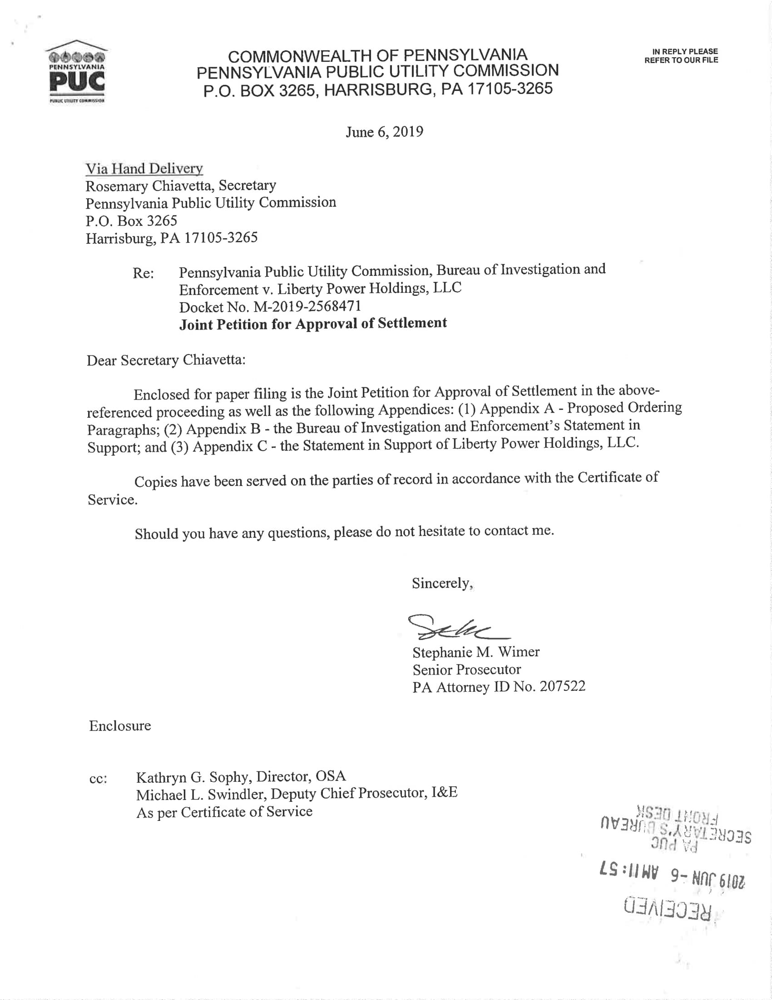 PENNSYLVANIA
PUC
PUBLIC UTILITY COMMISSION
COMMONWEALTH OF PENNSYLVANIA
PENNSYLVANIA PUBLIC UTILITY COMMISSION
P.O. BOX 3265, HARRISBURG, PA 17105-3265
IN REPLY PLEASE
REFER TO OUR FILE
June 6, 2019
Via Hand Delivery
Rosemary Chiavetta, Secretary
Pennsylvania Public Utility Commission
P.O. Box 3265
Harrisburg, PA 17105-3265
Re: Pennsylvania Public Utility Commission, Bureau of Investigation and
Enforcement v. Liberty Power Holdings, LLC
Docket No. M-2019-2568471
Joint Petition for Approval of Settlement
Dear Secretary Chiavetta:
Enclosed for paper filing is the Joint Petition for Approval of Settlement in the above-
referenced proceeding as well as the following Appendices: (1) Appendix A - Proposed Ordering
Paragraphs; (2) Appendix B - the Bureau of Investigation and Enforcement's Statement in
Support; and (3) Appendix C - the Statement in Support of Liberty Power Holdings, LLC.
Copies have been served on the parties of record in accordance with the Certificate of
Service.
Should you have any questions, please do not hesitate to contact me.
Sincerely,
Stephanie M. Wimer
Senior Prosecutor
PA Attorney ID No. 207522
Enclosure
cc: Kathryn G. Sophy, Director, OSA
Michael L. Swindler, Deputy Chief Prosecutor, I&E
As per Certificate of Service
RECEIVED
2019 JUN -6 AM 11:57
PA PUC
SECRETARY'S BUREAU
FRONT DESK